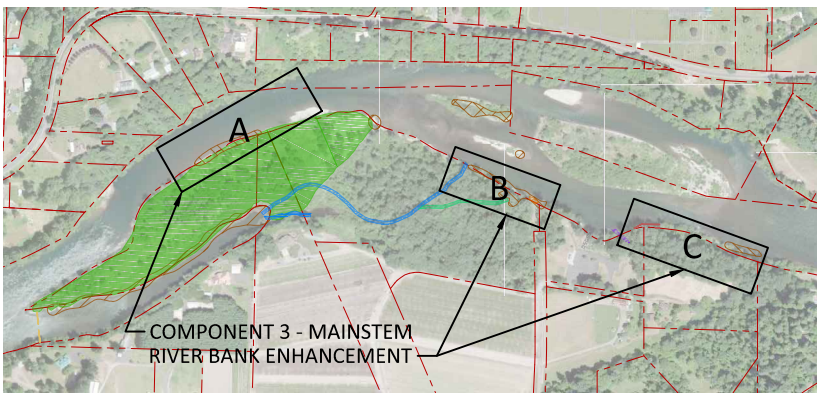 A
B
C
COMPONENT 3 - MAINSTEM
RIVER BANK ENHANCEMENT